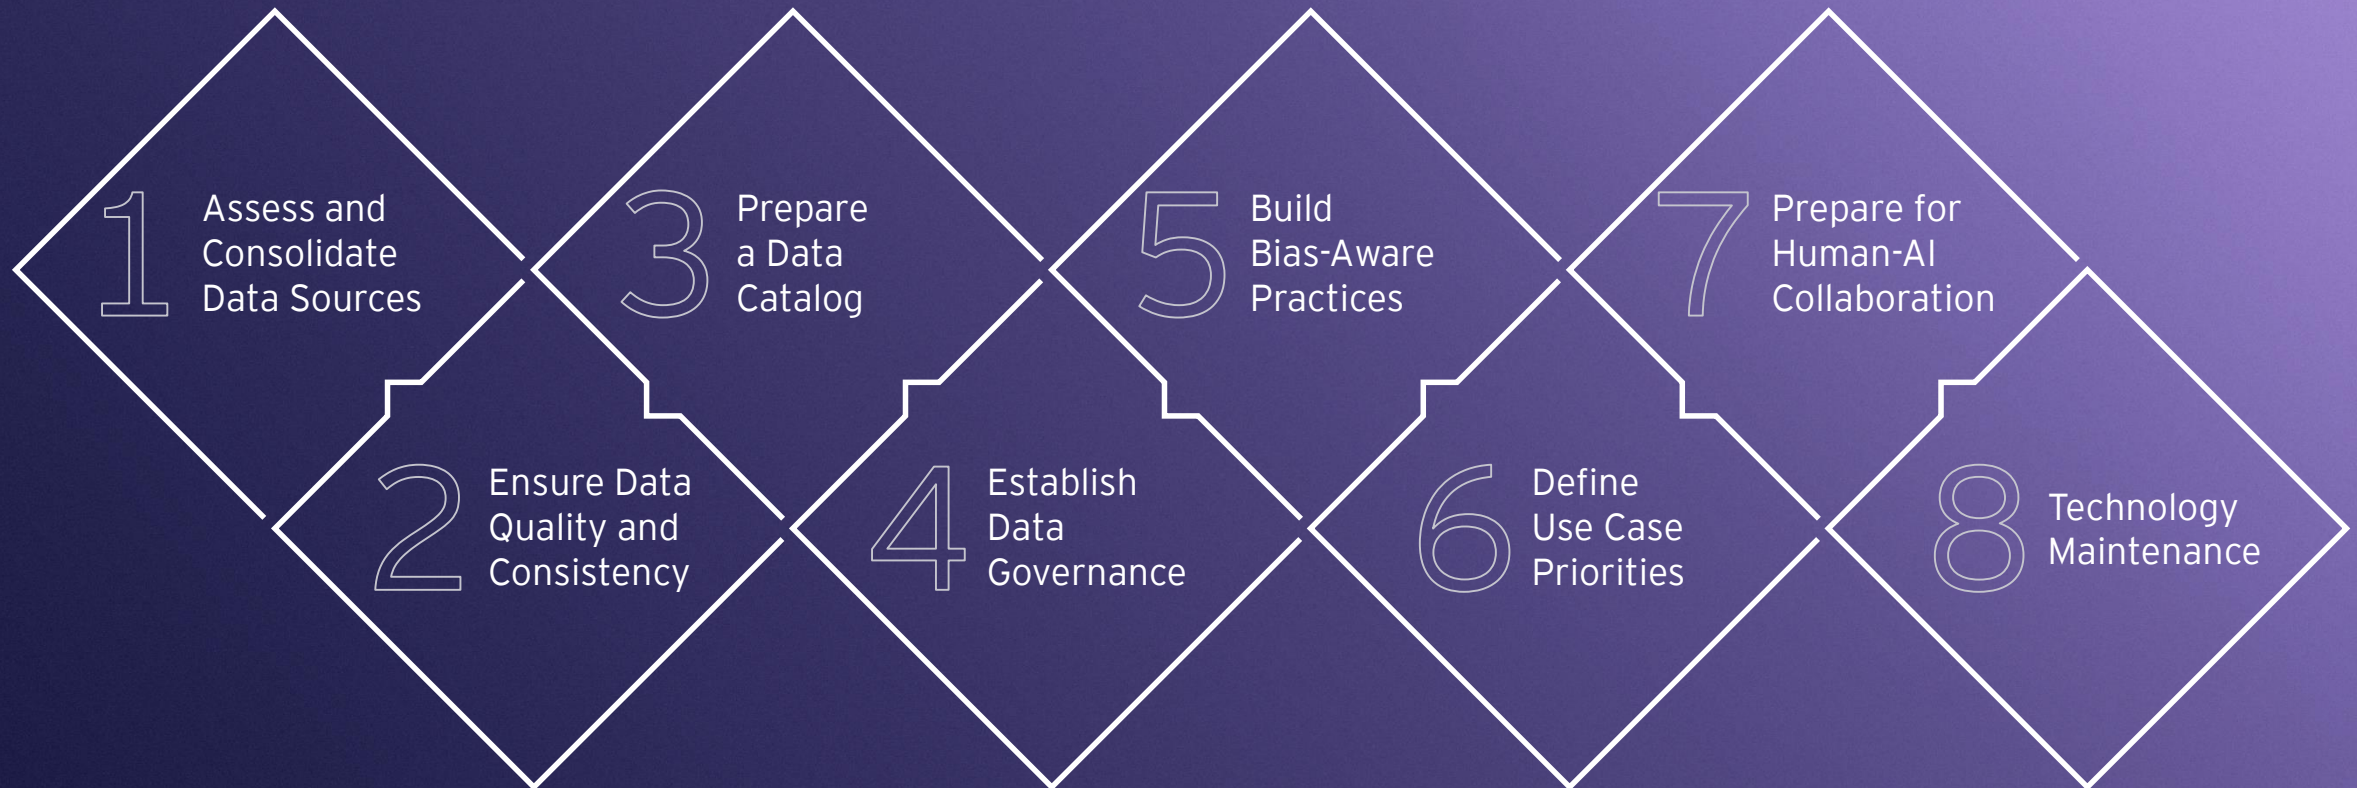 1
Assess and
Consolidate
Data Sources
2
Ensure Data
Quality and
Consistency
3
Prepare
a Data
Catalog
4
Establish
Data
Governance
5
Build
Bias-Aware
Practices
6
Define
Use Case
Priorities
7
Prepare for
Human-AI
Collaboration
8
Technology
Maintenance